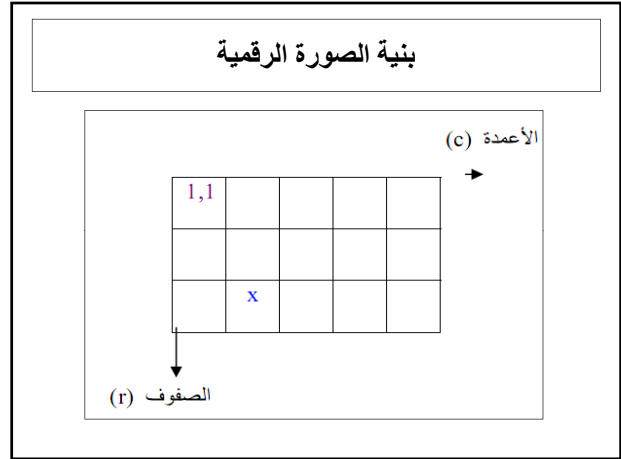 بنية الصورة الرقمية
الأعمدة (c)
1,1
x
الصفوف (r)